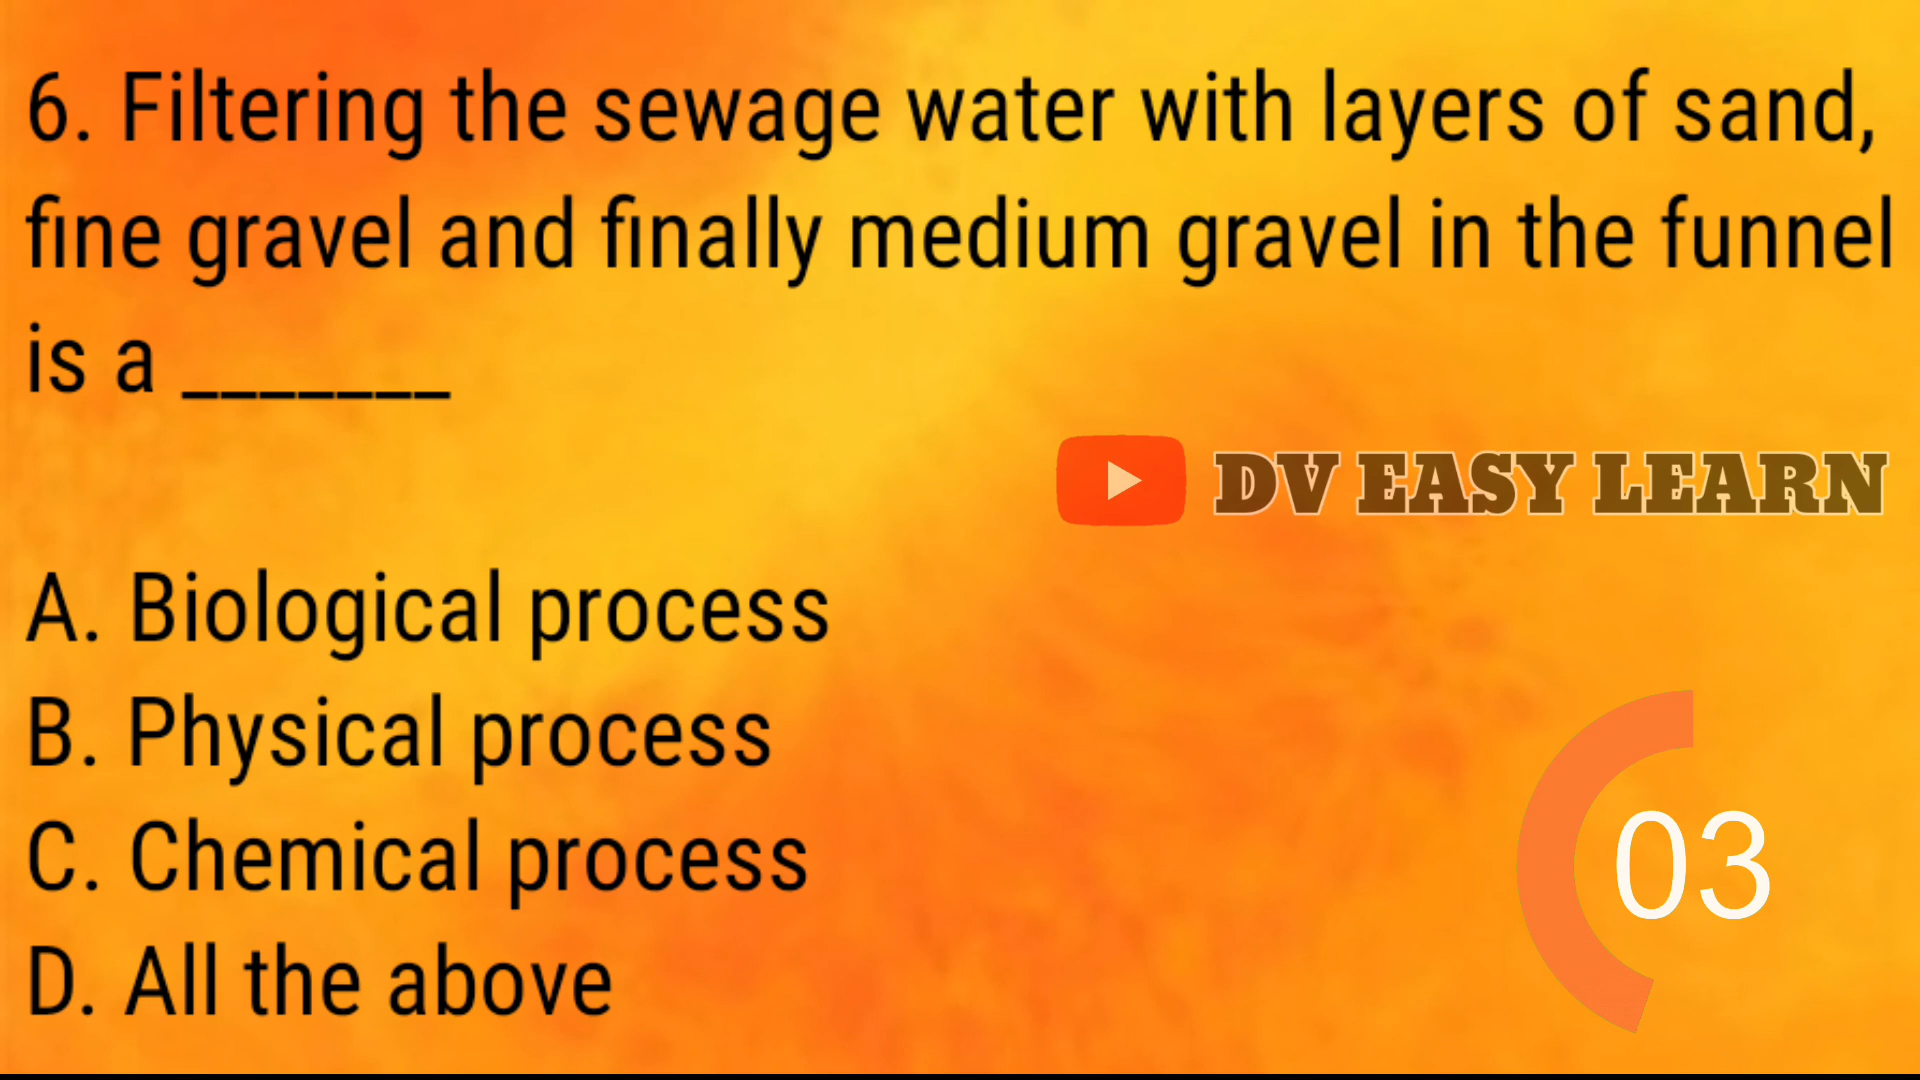 6. Filtering the sewage water with layers of sand,
fine gravel and finally medium gravel in the funnel
is a _______
DV EASY LEARN
A. Biological process
B. Physical process
C. Chemical process
D. All the above
03